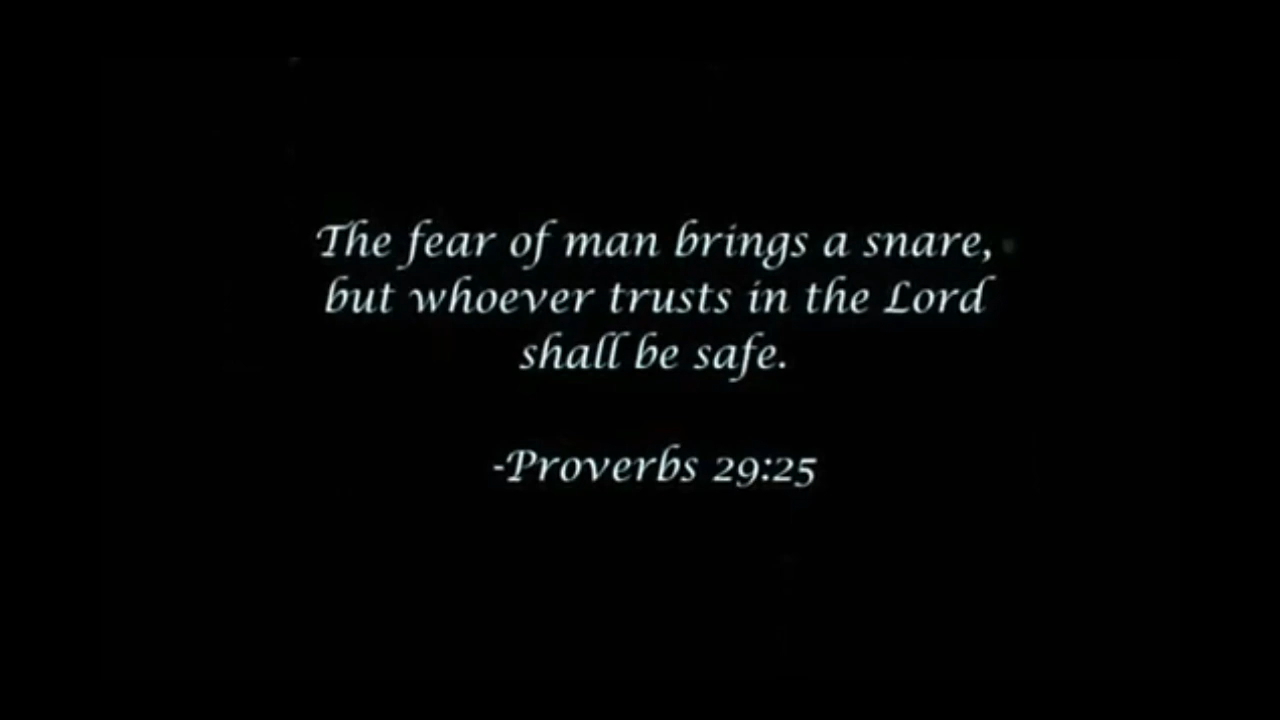 The fear of man brings a snare,
but whoever trusts in the Lord
shall be safe.
-Proverbs 29:25